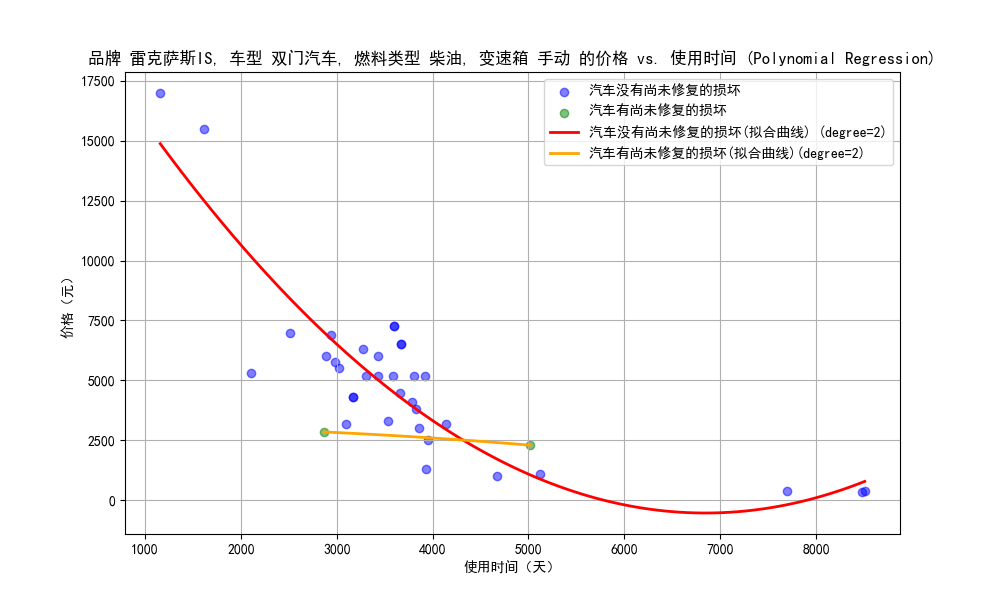 品牌 雷克萨斯IS, 车型 双门汽车, 燃料类型 柴油, 变速箱 手动 的价格 vs. 使用时间 (Polynomial Regression)
汽车没有尚未修复的损坏
汽车有尚未修复的损坏
汽车没有尚未修复的损坏(拟合曲线) (degree=2)
汽车有尚未修复的损坏(拟合曲线)(degree=2)
价格（元）
17500
15000
12500
10000
7500
5000
2500
0
1000 2000 3000 4000 5000 6000 7000 8000
使用时间（天）